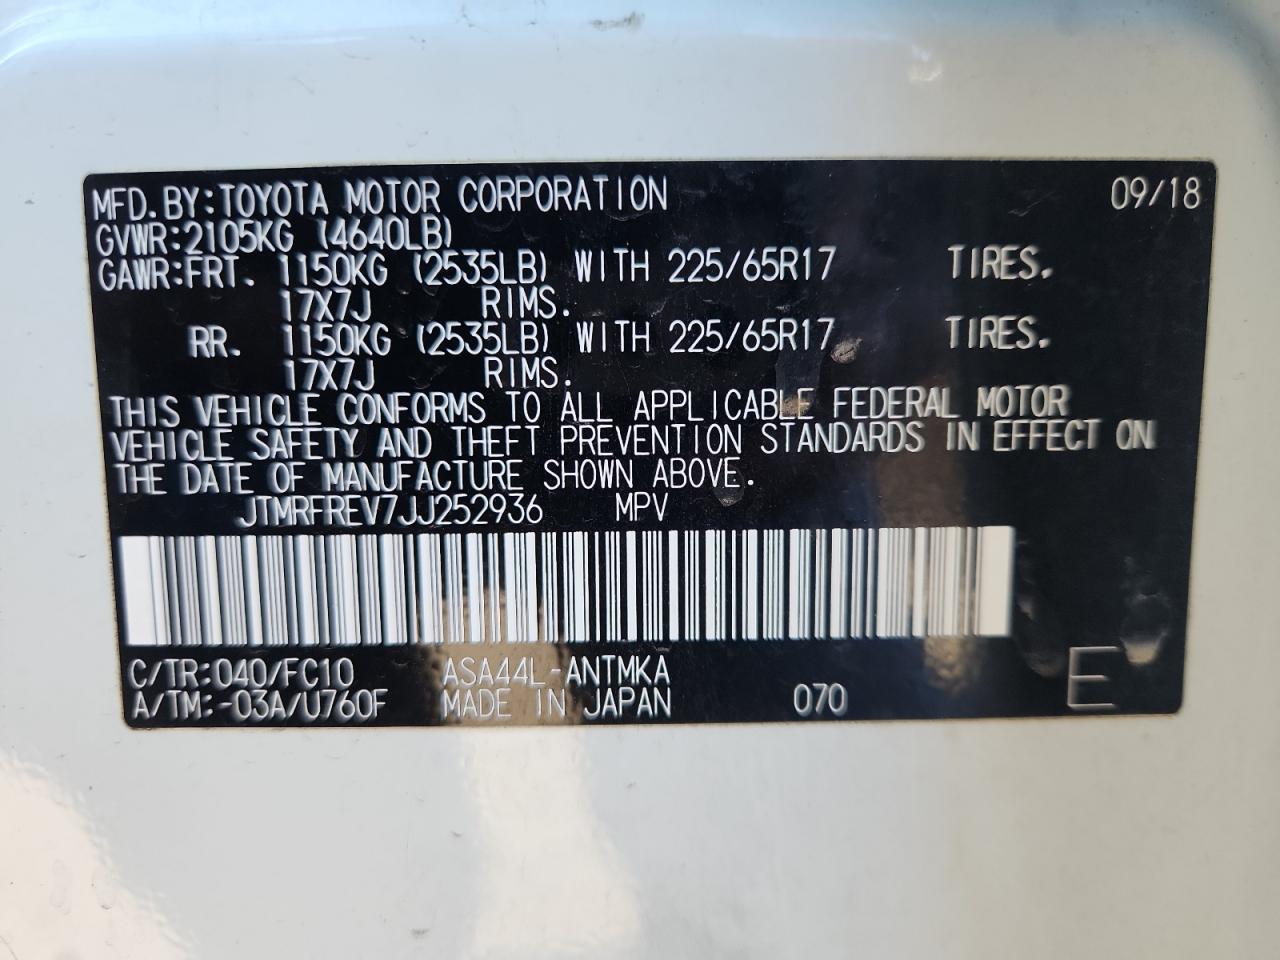 MFD. BY: TOYOTA MOTOR CORPORATION 09/18
GVWR: 2105KG (4640LB)
GAWR: FRT. 1150KG (2535LB) WITH 225/65R17 TIRES.
17X7J RIMS.
RR. 1150KG (2535LB) WITH 225/65R17 TIRES.
17X7J RIMS.
THIS VEHICLE CONFORMS TO ALL APPLICABLE FEDERAL MOTOR
VEHICLE SAFETY AND THEFT PREVENTION STANDARDS IN EFFECT ON
THE DATE OF MANUFACTURE SHOWN ABOVE.
JTMRFREV7JJ252936 MPV
C/TR: 040/FC10 ASA44L-ANTMKA
A/TM: -03A/U760F MADE IN JAPAN 070 E